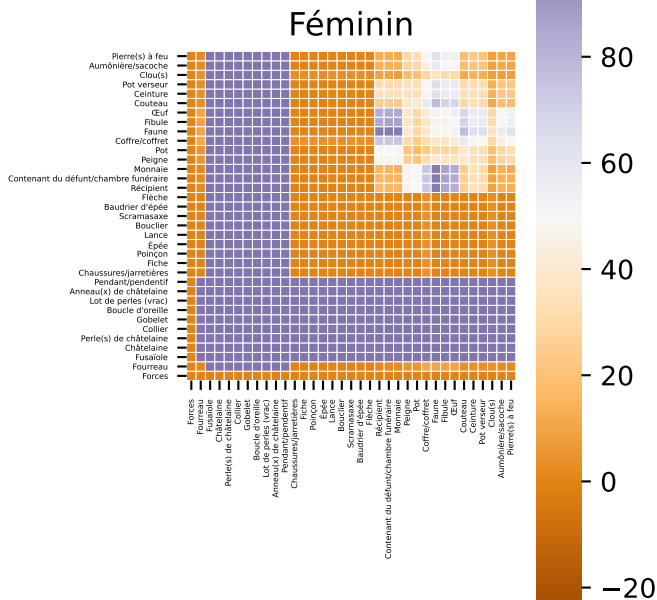 Féminin
Pierre(s) à feu
Aumônière/sacoche
Clou(s)
Pot verseur
Ceinture
Couteau
Œuf
Fibule
Faune
Coffre/coffret
Pot
Peigne
Monnaie
Contenant du défunt/chambre funéraire
Récipient
Flèche
Baudrier d'épée
Scramasaxe
Bouclier
Lance
Épée
Poinçon
Fiche
Chaussures/jarretières
Pendant/pendentif
Anneau(x) de châtelaine
Lot de perles (vrac)
Boucle d'oreille
Gobelet
Collier
Perle(s) de châtelaine
Châtelaine
Fusaïole
Fourreau
Forces
Forces
Fourreau
Fusaïole
Châtelaine
Perle(s) de châtelaine
Collier
Gobelet
Boucle d'oreille
Lot de perles (vrac)
Anneau(x) de châtelaine
Pendant/pendentif
Chaussures/jarretières
Fiche
Poinçon
Épée
Lance
Bouclier
Scramasaxe
Baudrier d'épée
Flèche
Récipient
Contenant du défunt/chambre funéraire
Monnaie
Peigne
Pot
Coffre/coffret
Faune
Fibule
Œuf
Couteau
Ceinture
Pot verseur
Clou(s)
Aumônière/sacoche
Pierre(s) à feu
80
60
40
20
0
−20